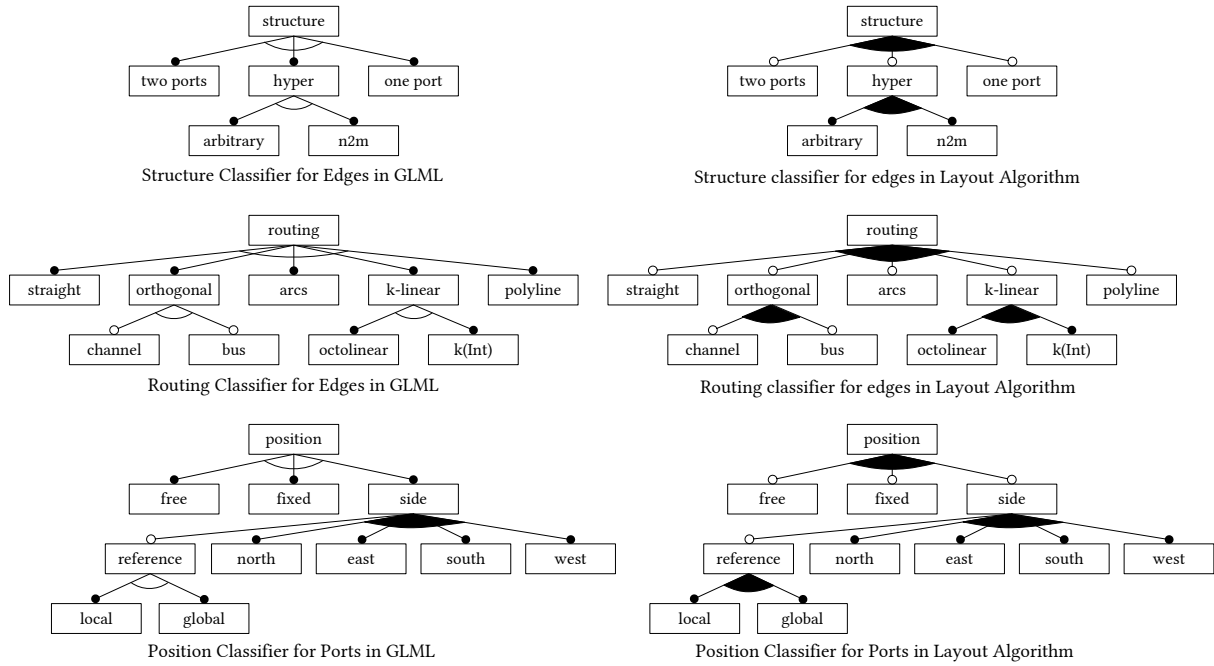 structure
two ports hyper one port
arbitrary n2m
Structure Classifier for Edges in GLML
structure
two ports hyper one port
arbitrary n2m
Structure classifier for edges in Layout Algorithm
routing
straight orthogonal arcs k-linear polyline
channel bus octolinear k(Int)
Routing Classifier for Edges in GLML
routing
straight orthogonal arcs k-linear polyline
channel bus octolinear k(Int)
Routing classifier for edges in Layout Algorithm
position
free fixed side
reference north east south west
local global
Position Classifier for Ports in GLML
position
free fixed side
reference north east south west
local global
Position Classifier for Ports in Layout Algorithm